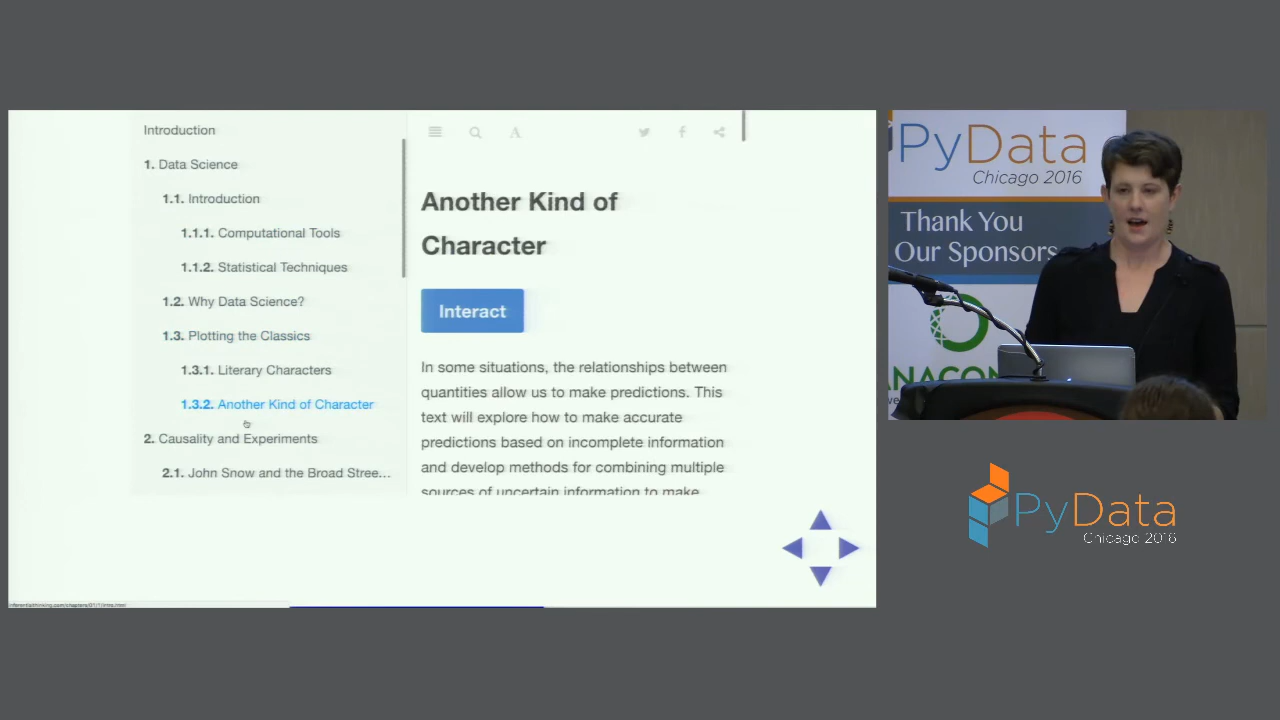 Introduction
1. Data Science
1.1. Introduction
1.1.1. Computational Tools
1.1.2. Statistical Techniques
1.2. Why Data Science?
1.3. Plotting the Classics
1.3.1. Literary Characters
1.3.2. Another Kind of Character
2. Causality and Experiments
2.1. John Snow and the Broad Stree...
A
Another Kind of
Character
Interact
In some situations, the relationships between
quantities allow us to make predictions. This
text will explore how to make accurate
predictions based on incomplete information
and develop methods for combining multiple
sources of uncertain information to make
PyData
Chicago 2016
Thank You
Our Sponsors
NACON
PyData
Chicago 2016